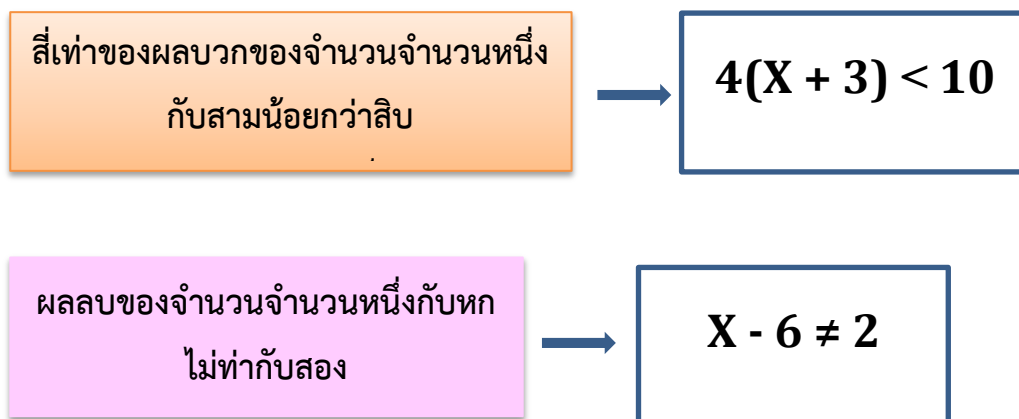 สี่เท่าของผลบวกของจำนวนจำนวนหนึ่ง
กับสามน้อยกว่าสิบ
4(X + 3) < 10
ผลลบของจำนวนจำนวนหนึ่งกับหก
ไม่ท่ากับสอง
X - 6 ≠ 2